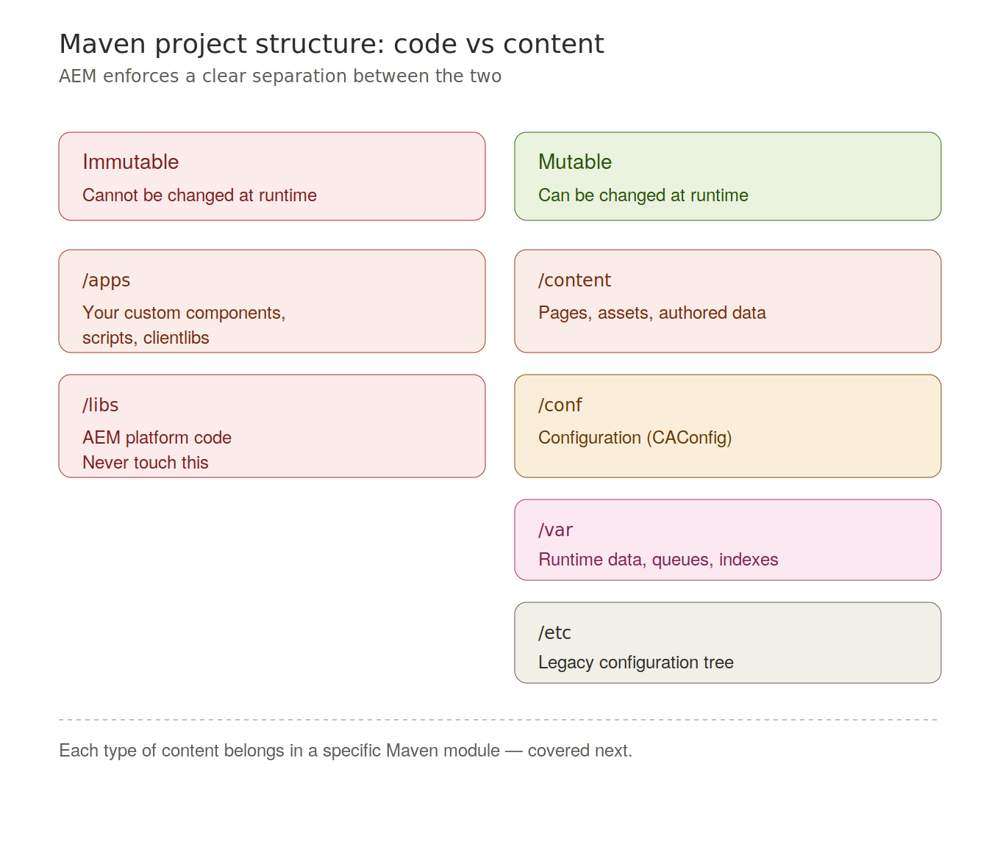 Maven project structure: code vs content
AEM enforces a clear separation between the two
Immutable
Cannot be changed at runtime
Mutable
Can be changed at runtime
/apps
Your custom components,
scripts, clientlibs
/content
Pages, assets, authored data
/libs
AEM platform code
Never touch this
/conf
Configuration (CAConfig)
/var
Runtime data, queues, indexes
/etc
Legacy configuration tree
Each type of content belongs in a specific Maven module — covered next.